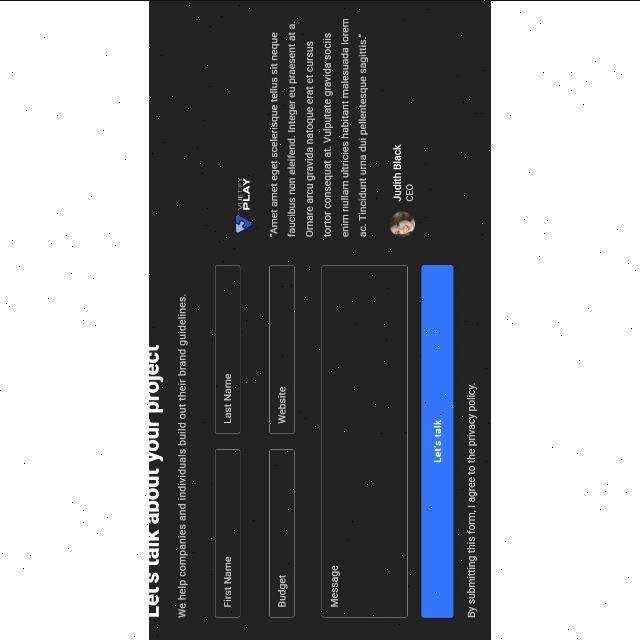 Let's talk about your project
We help companies and individuals build out their brand guidelines.
First Name
Last Name
Budget
Website
Message
Let's talk
By submitting this form, I agree to the privacy policy.
PLAY
"Amet amet eget scelerisque tellus sit neque
faucibus non eleifend. Integer eu praesent at a.
Ornare arcu gravida natoque erat et cursus
tortor consequat at. Vulputate gravida sociis
enim nullam ultricies habitant malesuada lorem
ac. Tincidunt urna dui pellentesque sagittis."
Judith Black
CEO